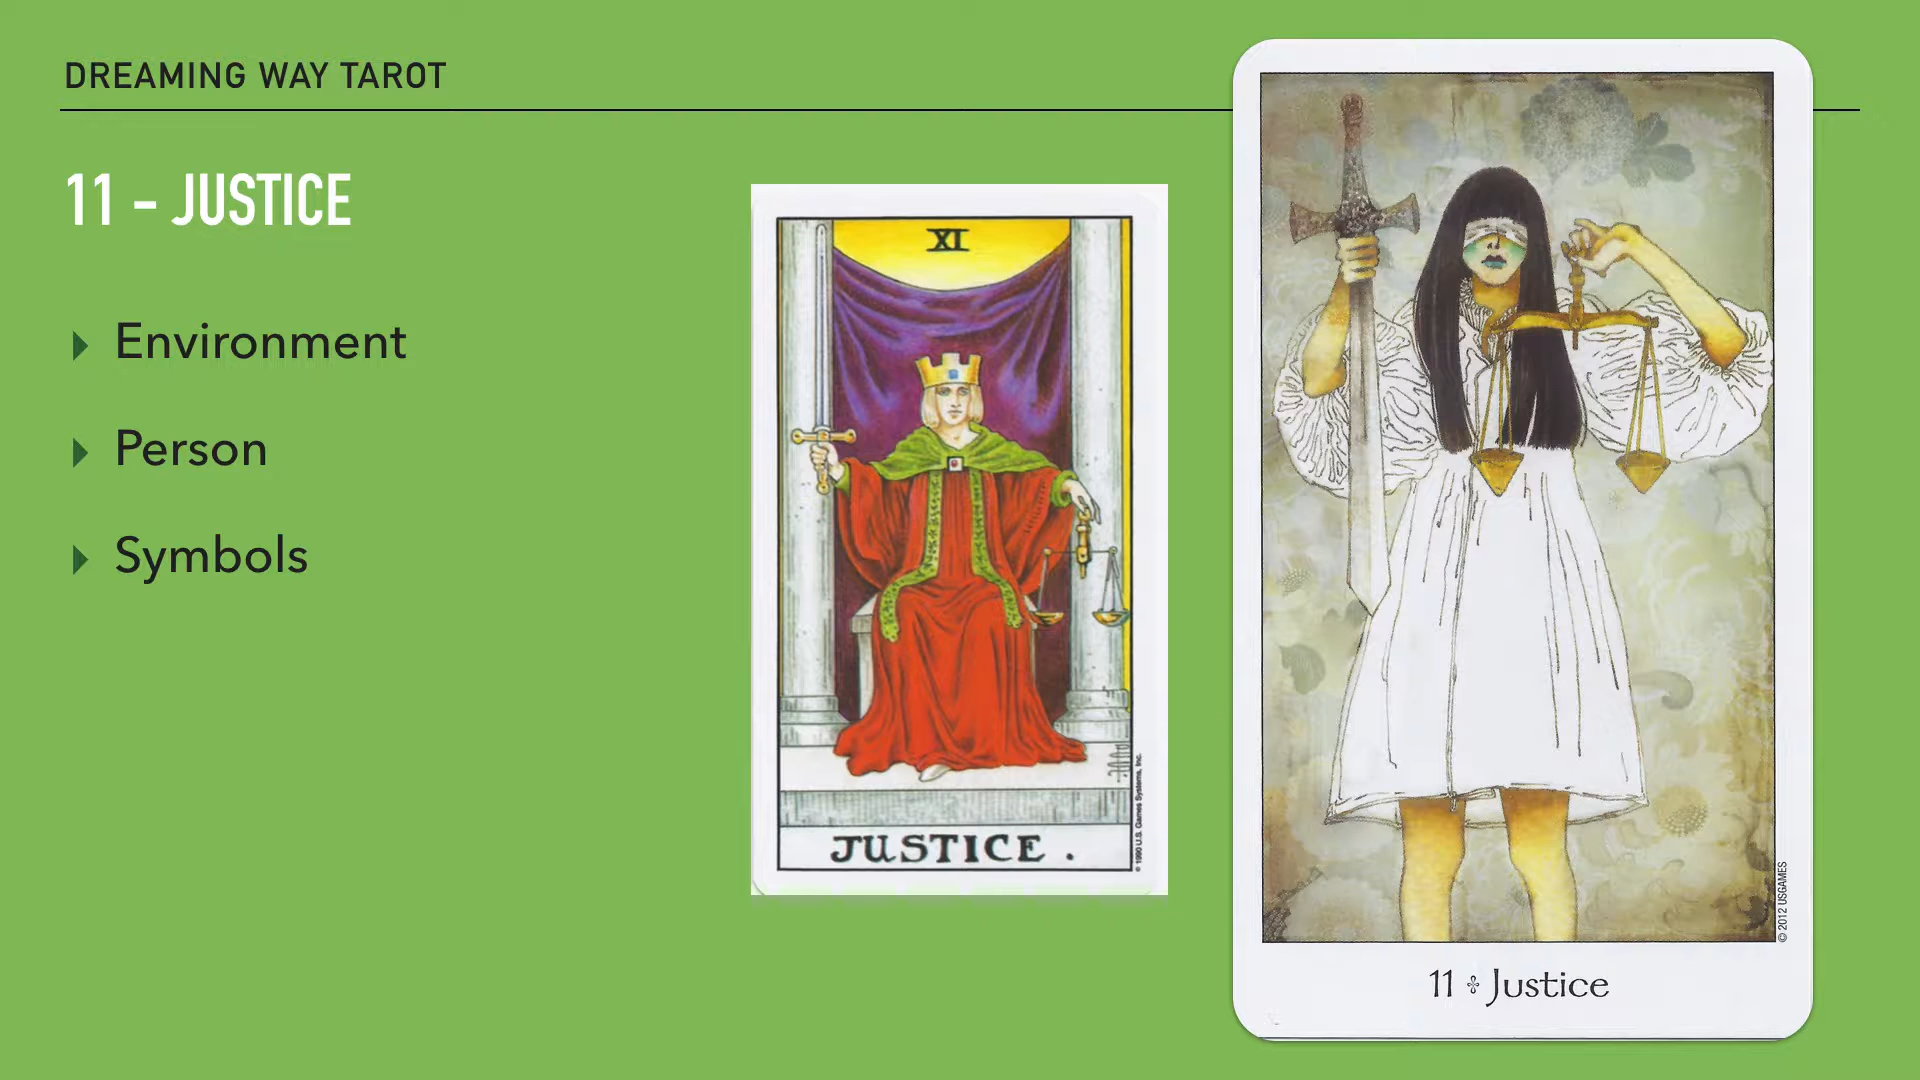 DREAMING WAY TAROT
11 - JUSTICE
Environment
Person
Symbols
XI
JUSTICE .
© 1990 U.S. Games Systems, Inc.
© 2012 USGAMES
11 Justice